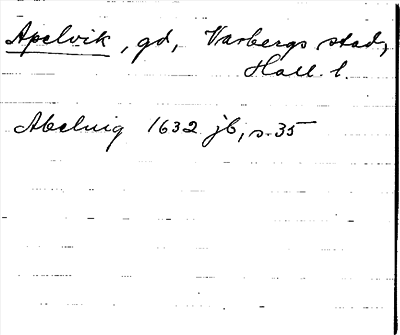 Apelvik, gd, Varbergs stad,
Hall. l.
Abeluig 1632 jb, s. 35